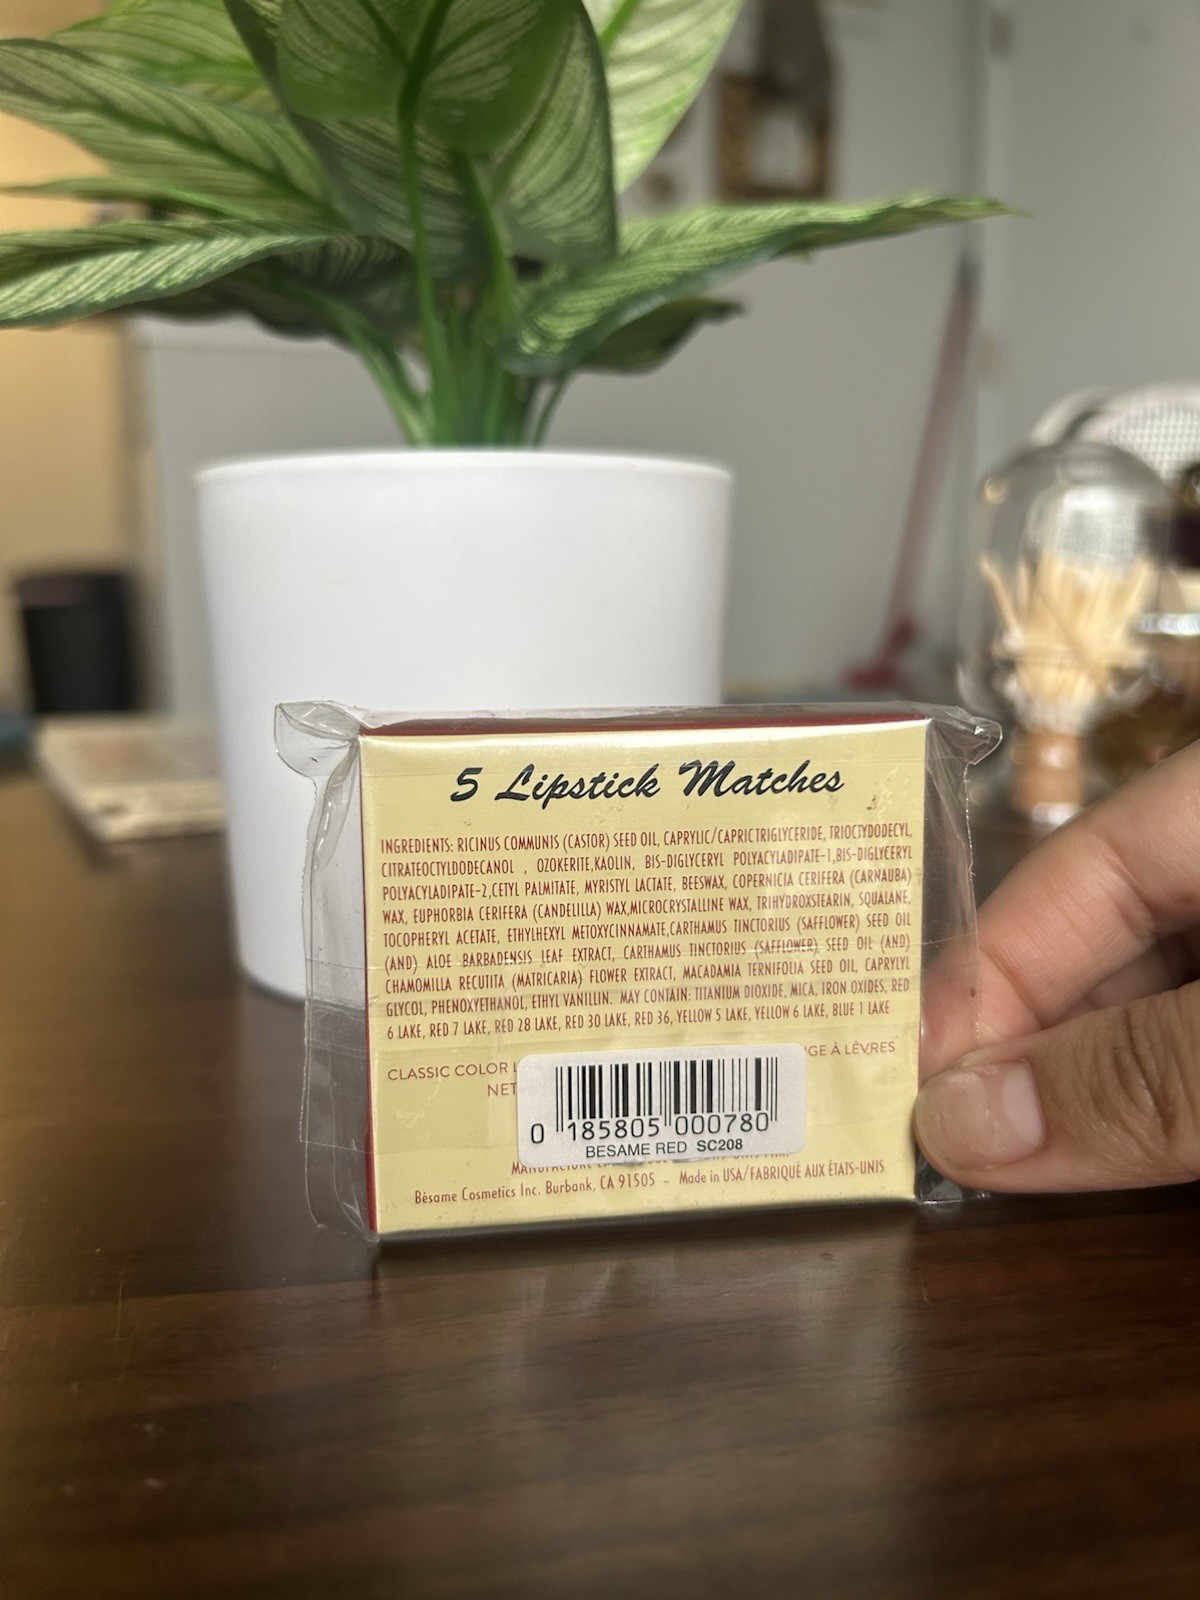 5 Lipstick Matches
INGREDIENTS: RICINUS COMMUNIS (CASTOR) SEED OIL, CAPRYLIC/CAPRICTRIGLYCERIDE, TRIOCTYDODECYL,
CITRATEOCTYLDODECANOL , OZOKERITE,KAOLIN, BIS-DIGLYCERYL POLYACYLADIPATE-1,BIS-DIGLYCERYL
POLYACYLADIPATE-2,CETYL PALMITATE, MYRISTYL LACTATE, BEESWAX, COPERNICIA CERIFERA (CARNAUBA)
WAX, EUPHORBIA CERIFERA (CANDELILLA) WAX,MICROCRYSTALLINE WAX, TRIHYDROXSTEARIN, SQUALANE,
TOCOPHERYL ACETATE, ETHYLHEXYL METOXYCINNAMATE,CARTHAMUS TINCTORIUS (SAFFLOWER) SEED OIL
(AND) ALOE BARBADENSIS LEAF EXTRACT, CARTHAMUS TINCTORIUS (SAFFLOWER) SEED OIL (AND)
CHAMOMILLA RECUTITA (MATRICARIA) FLOWER EXTRACT, MACADAMIA TERNIFOLIA SEED OIL, CAPRYLYL
GLYCOL, PHENOXYETHANOL, ETHYL VANILLIN. MAY CONTAIN: TITANIUM DIOXIDE, MICA, IRON OXIDES, RED
6 LAKE, RED 7 LAKE, RED 28 LAKE, RED 30 LAKE, RED 36, YELLOW 5 LAKE, YELLOW 6 LAKE, BLUE 1 LAKE
CLASSIC COLOR L GE À LÈVRES
NET
0 185805 000780
BESAME RED SC208
Bésame Cosmetics Inc. Burbank, CA 91505 - Made in USA/FABRIQUÉ AUX ÉTATS-UNIS